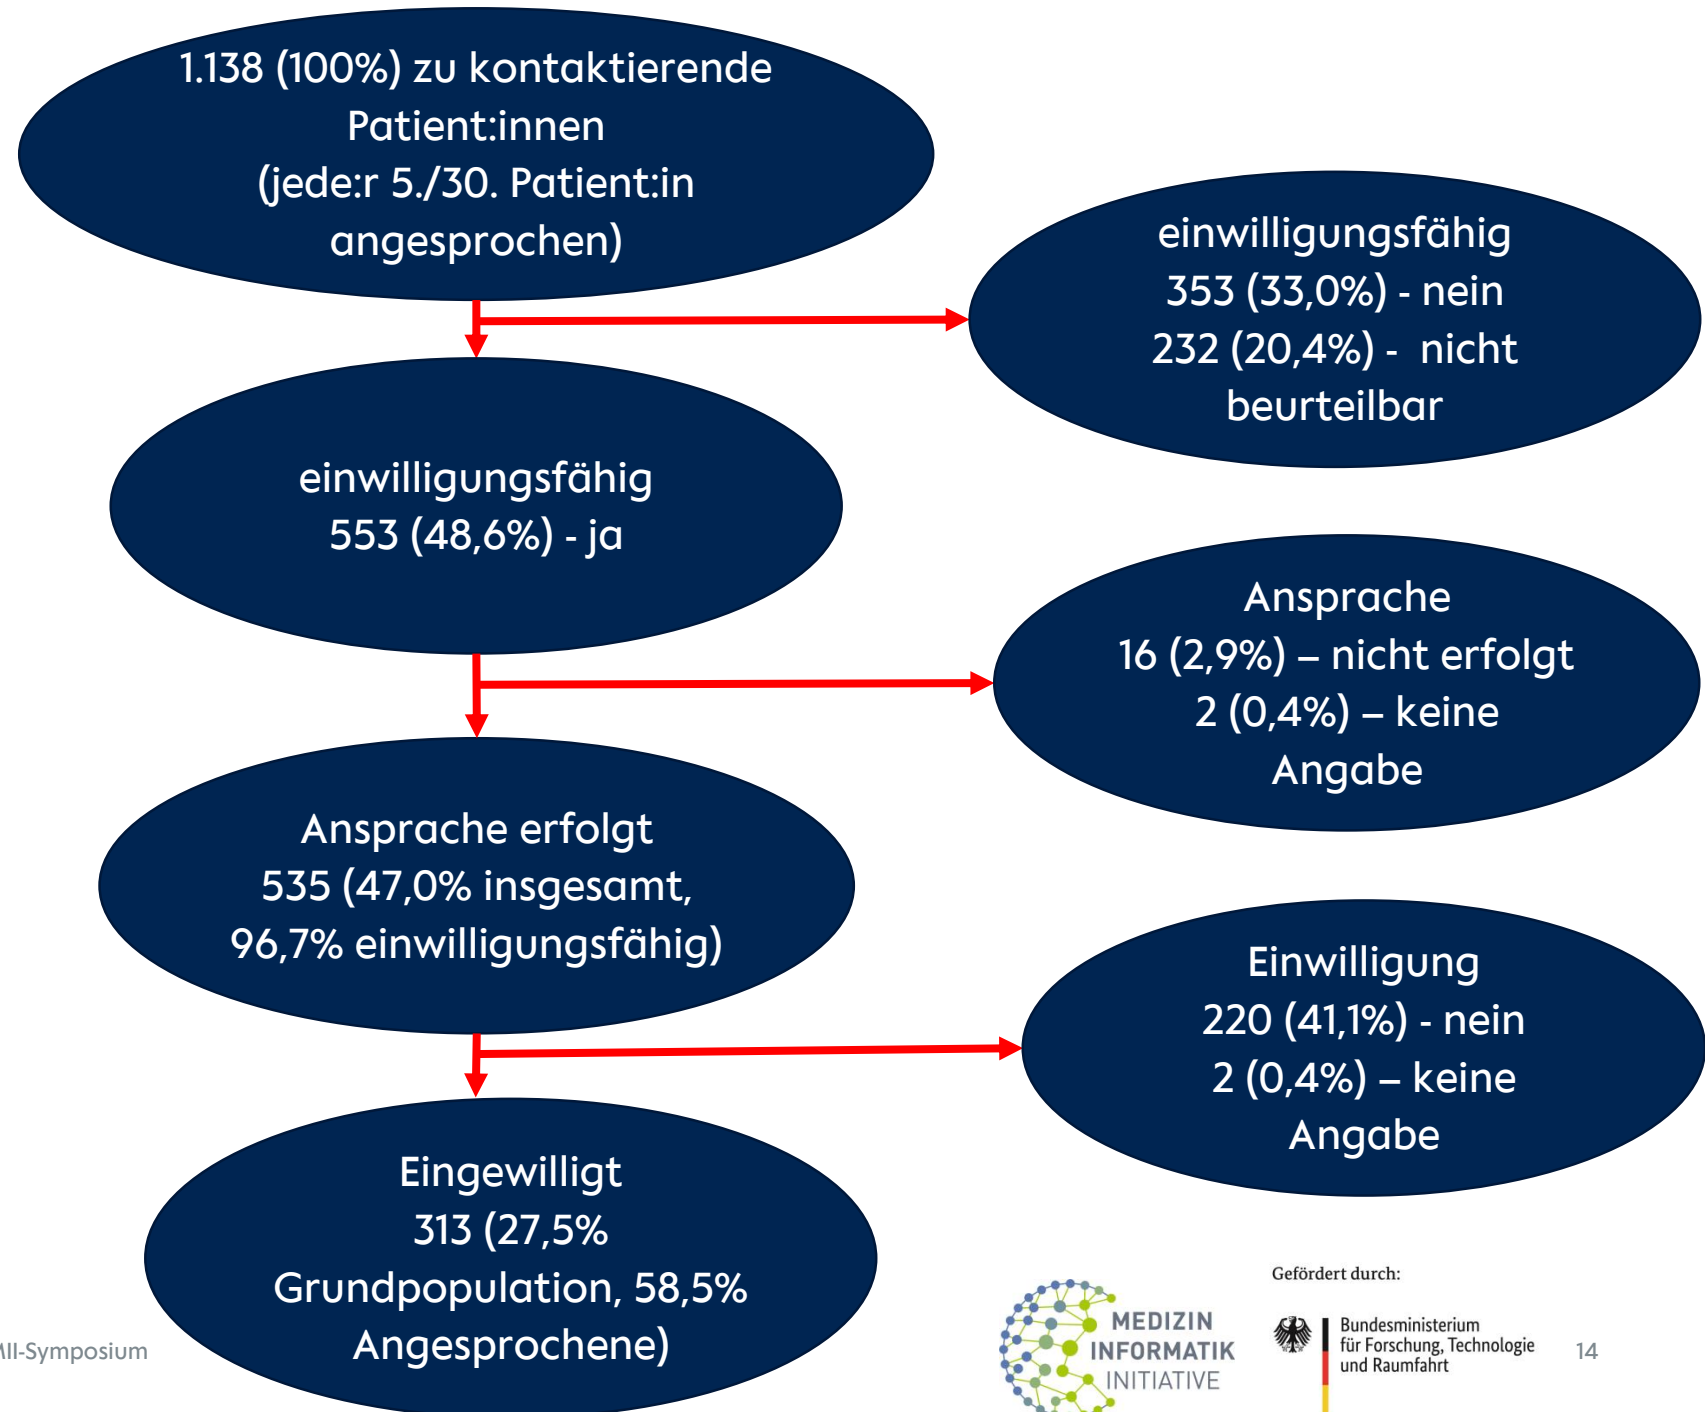 1.138 (100%) zu kontaktierende
Patient:innen
(jede:r 5./30. Patient:in
angesprochen)
einwilligungsfähig
353 (33,0%) - nein
232 (20,4%) - nicht
beurteilbar
einwilligungsfähig
553 (48,6%) - ja
Ansprache
16 (2,9%) – nicht erfolgt
2 (0,4%) – keine
Angabe
Ansprache erfolgt
535 (47,0% insgesamt,
96,7% einwilligungsfähig)
Einwilligung
220 (41,1%) - nein
2 (0,4%) – keine
Angabe
Eingewilligt
313 (27,5%
Grundpopulation, 58,5%
Angesprochene)
MII-Symposium
MEDIZIN
INFORMATIK
INITIATIVE
Gefördert durch:
Bundesministerium
für Forschung, Technologie
und Raumfahrt
14